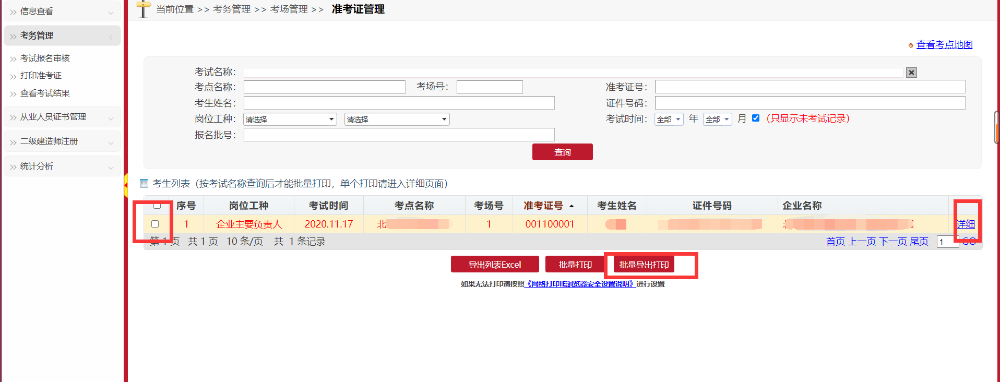 信息查看
考务管理
考试报名审核
打印准考证
查看考试结果
从业人员证书管理
二级建造师注册
统计分析
当前位置 >> 考务管理 >> 考场管理 >> 准考证管理
查看考点地图
考试名称：
考点名称： 考场号： 准考证号：
考生姓名： 证件号码：
岗位工种： 请选择 请选择 考试时间： 全部 年 全部 月 （只显示未考试记录）
报名批号：
查询
考生列表（按考试名称查询后才能批量打印，单个打印请进入详细页面）
序号 岗位工种 考试时间 考点名称 考场号 准考证号 考生姓名 证件号码 企业名称
1 企业主要负责人 2020.11.17 北 1 001100001 详细
第 1 页 共 1 页 10 条/页 共 1 条记录 首页 上一页 下一页 尾页 1 GO
导出列表Excel 批量打印 批量导出打印
如果无法打印请按照《网络打印IE浏览器安全设置说明》进行设置